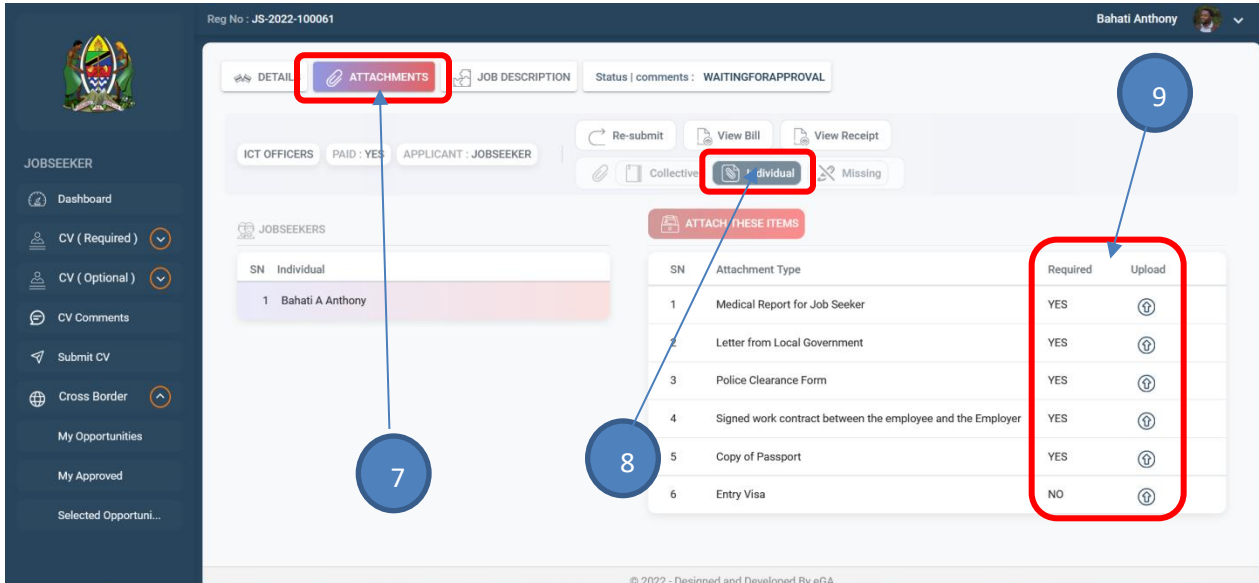 Reg No : JS-2022-100061
Bahati Anthony
DETAIL
ATTACHMENTS
JOB DESCRIPTION
Status | comments : WAITINGFORAPPROVAL
9
ICT OFFICERS
PAID : YES
APPLICANT : JOBSEEKER
Re-submit
View Bill
View Receipt
Collective
Individual
Missing
JOBSEEKER
Dashboard
CV ( Required )
CV ( Optional )
CV Comments
Submit CV
Cross Border
My Opportunities
My Approved
Selected Opportuni...
JOBSEEKERS
SN Individual
1 Bahati A Anthony
7
8
ATTACH THESE ITEMS
SN Attachment Type Required Upload
1 Medical Report for Job Seeker YES
2 Letter from Local Government YES
3 Police Clearance Form YES
4 Signed work contract between the employee and the Employer YES
5 Copy of Passport YES
6 Entry Visa NO
© 2022 - Designed and Developed By eGA